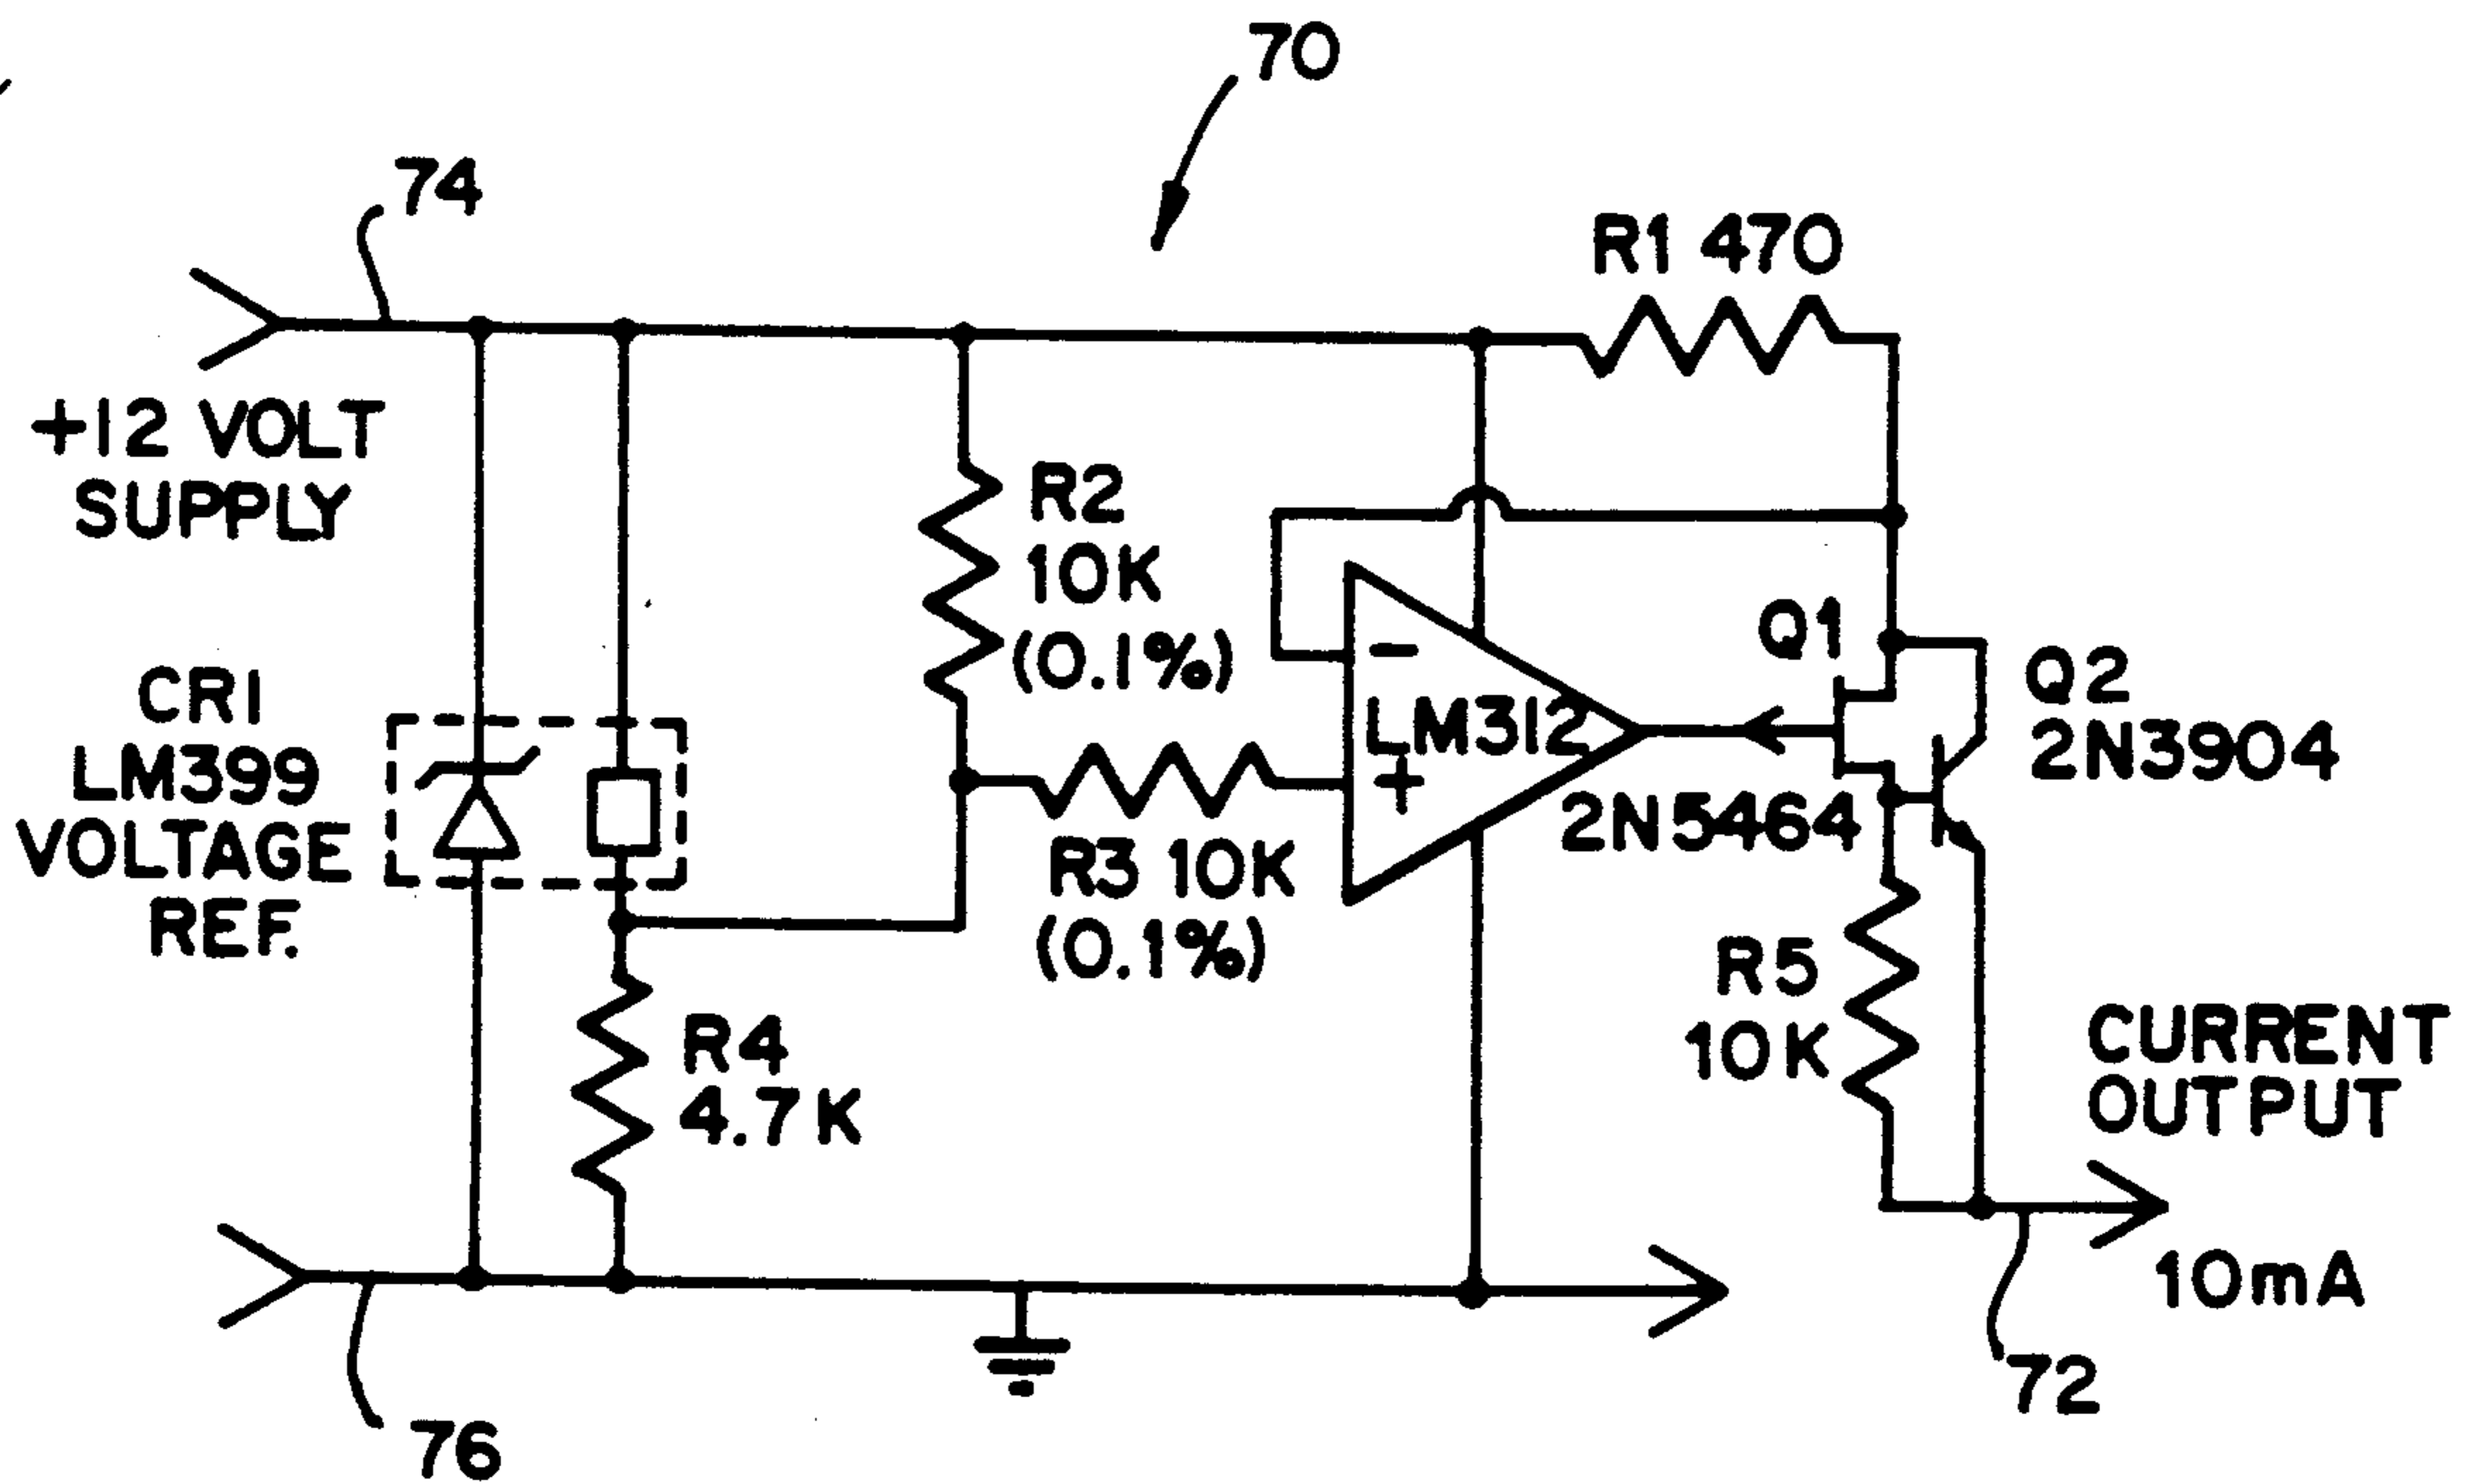 70
74
R1 470
+12 VOLT
SUPPLY
R2
10K
(0.1%)
Q1
Q2
2N3904
CR1
LM399
VOLTAGE
REF.
-
LM312
+
2N5464
R3 10K
(0.1%)
R5
10K
R4
4.7K
CURRENT
OUTPUT
10mA
72
76